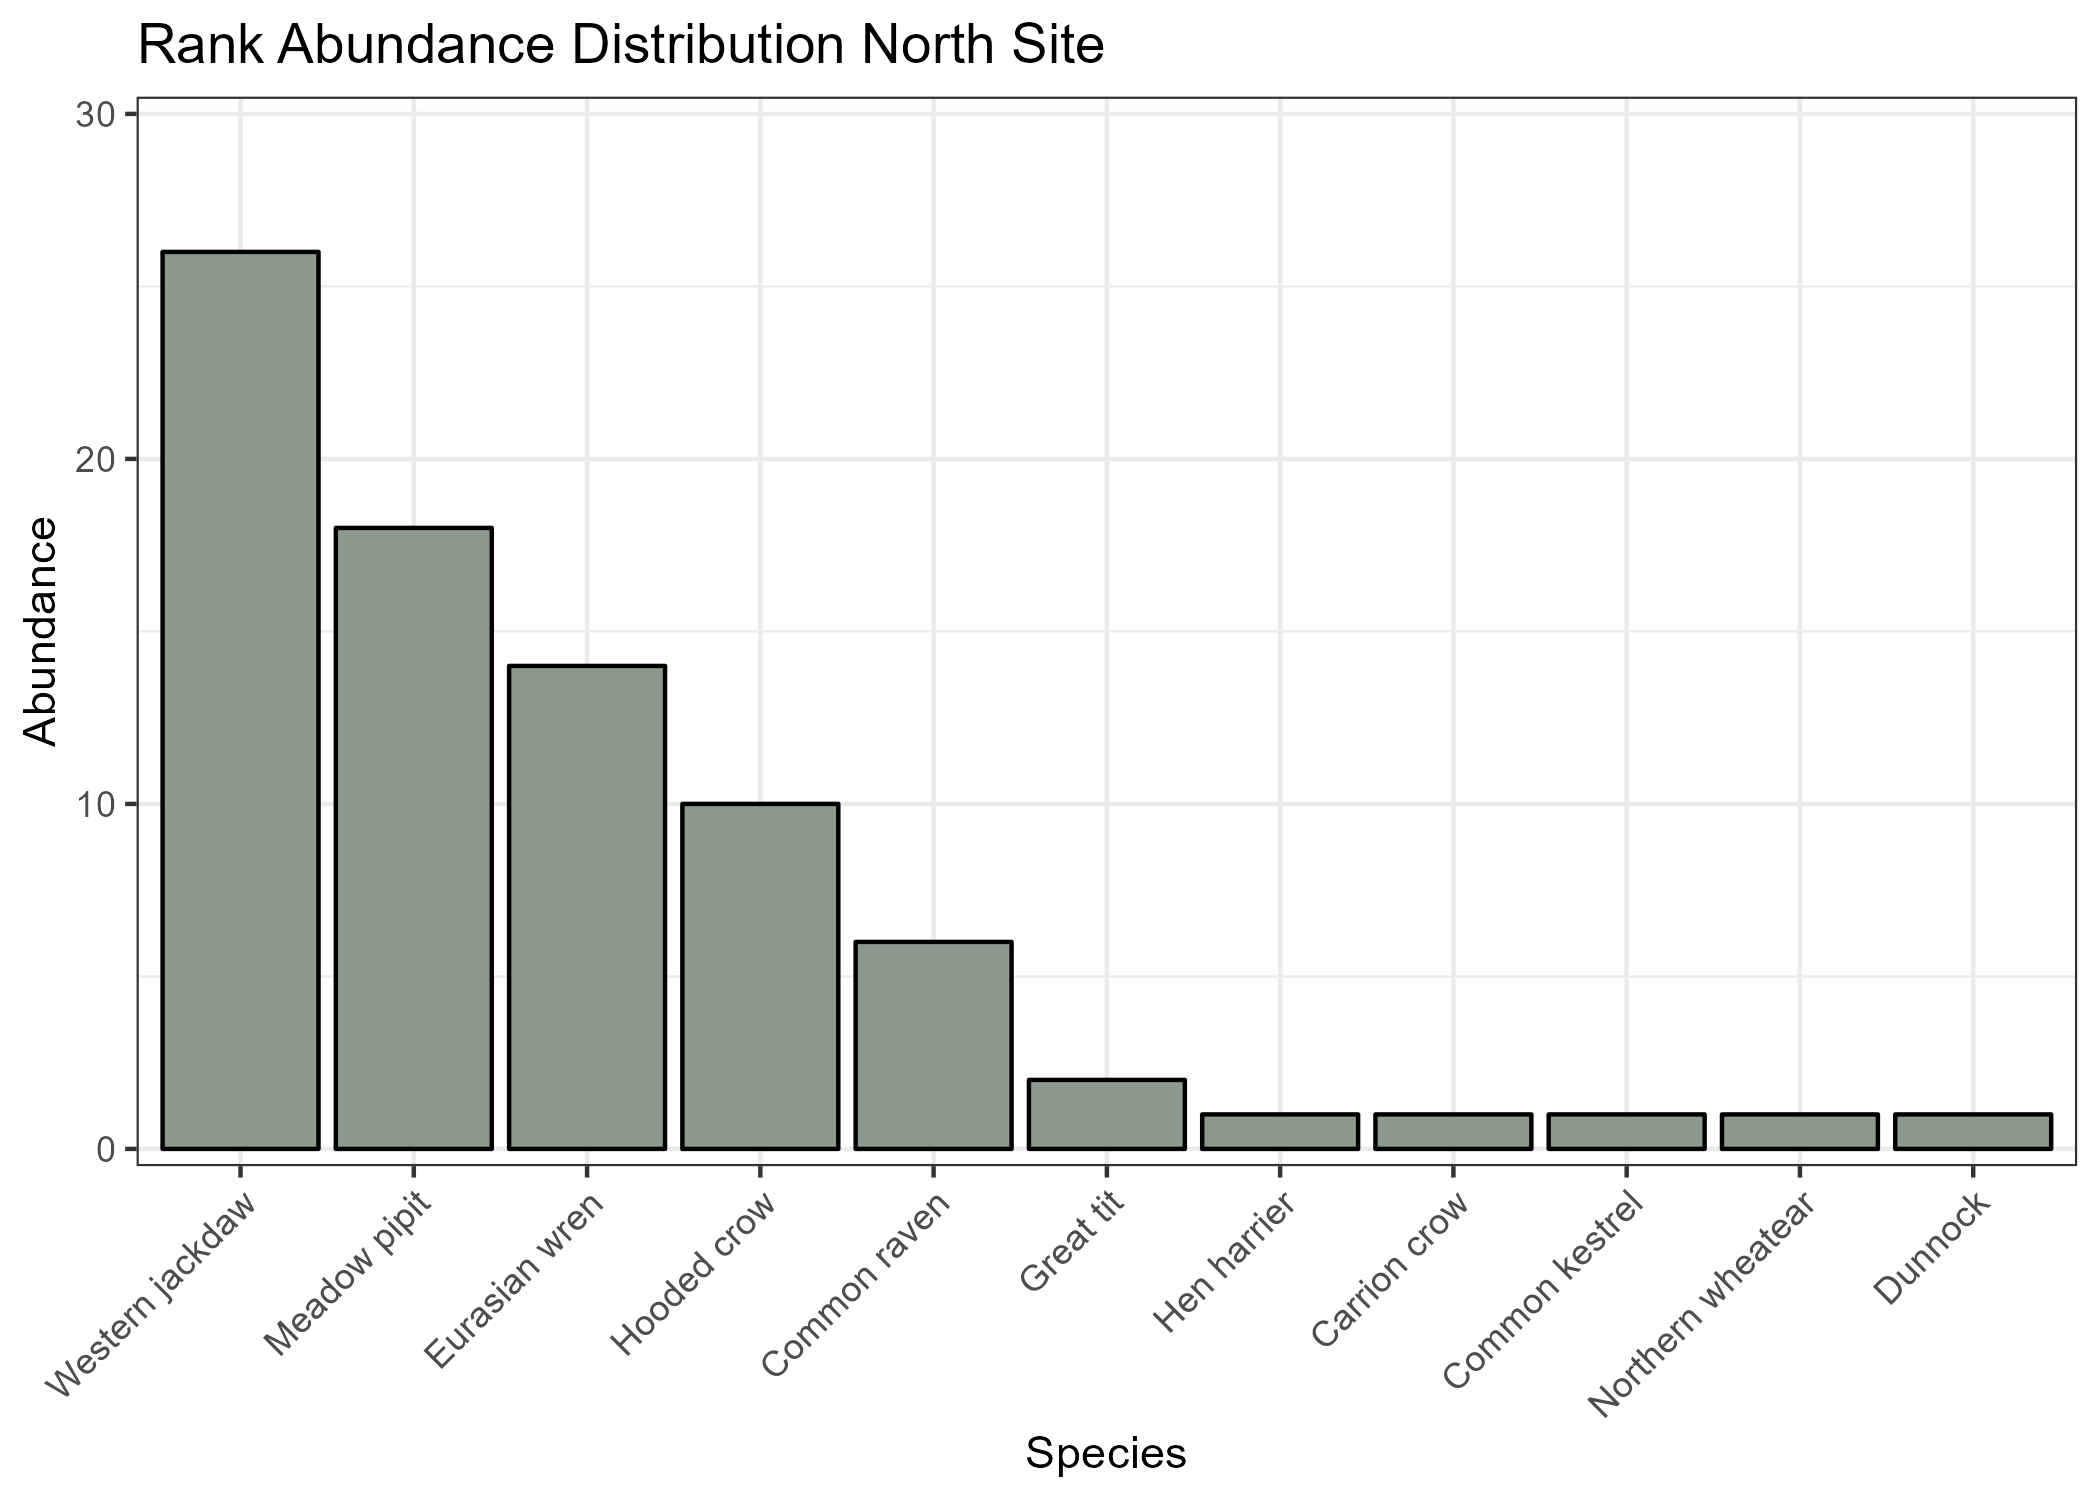 Rank Abundance Distribution North Site
30
20
10
0
Abundance
Western jackdaw
Meadow pipit
Eurasian wren
Hooded crow
Common raven
Great tit
Hen harrier
Carrion crow
Common kestrel
Northern wheatear
Dunnock
Species